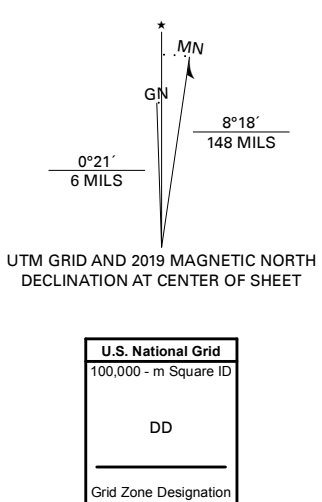 ★
MN
GN
8°18´
148 MILS
0°21´
6 MILS
UTM GRID AND 2019 MAGNETIC NORTH
DECLINATION AT CENTER OF SHEET
U.S. National Grid
100,000 - m Square ID
DD
Grid Zone Designation